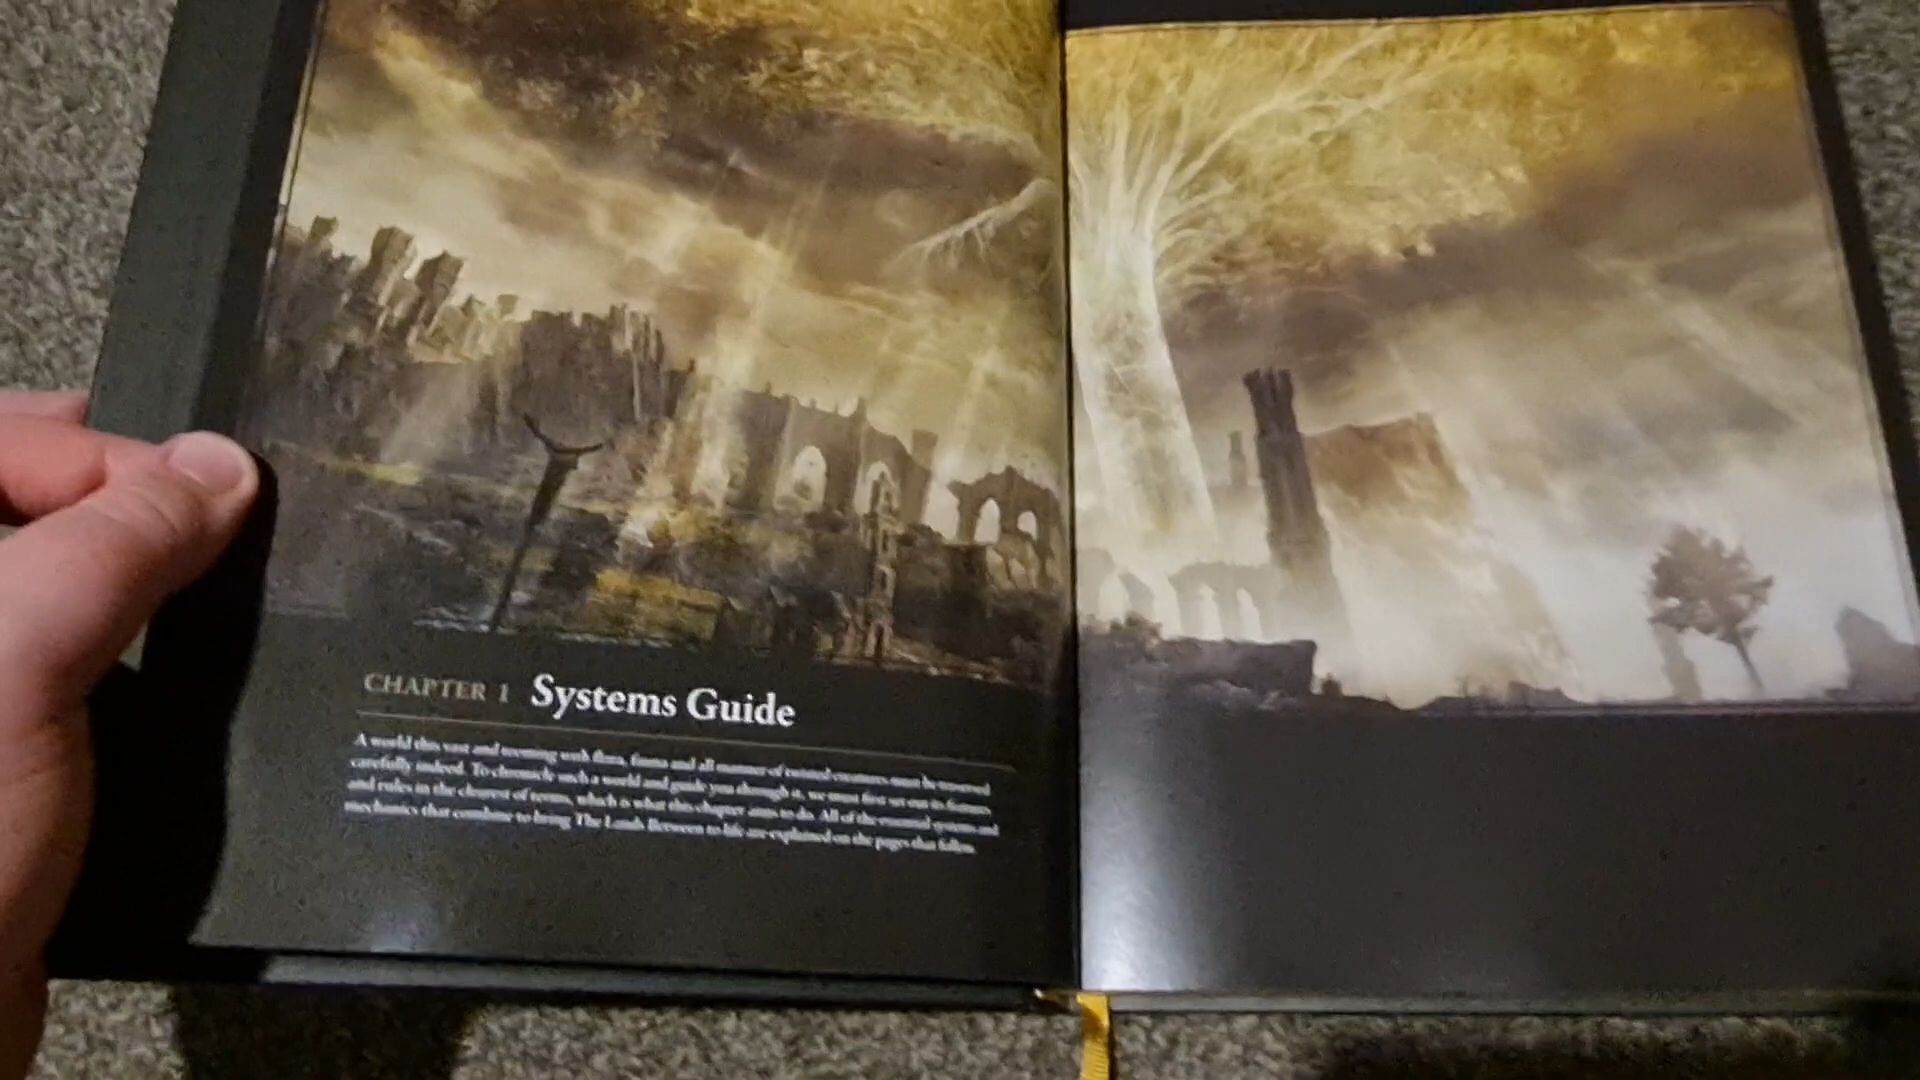 CHAPTER 1 Systems Guide
A world this vast and teeming with flora, fauna and all manner of twisted creatures must be traversed
carefully indeed. To chronicle such a world and guide you through it, we must first set out its fixtures
and rules in the clearest of terms, which is what this chapter aims to do. All of the essential systems and
mechanics that combine to bring The Lands Between to life are explained on the pages that follow.